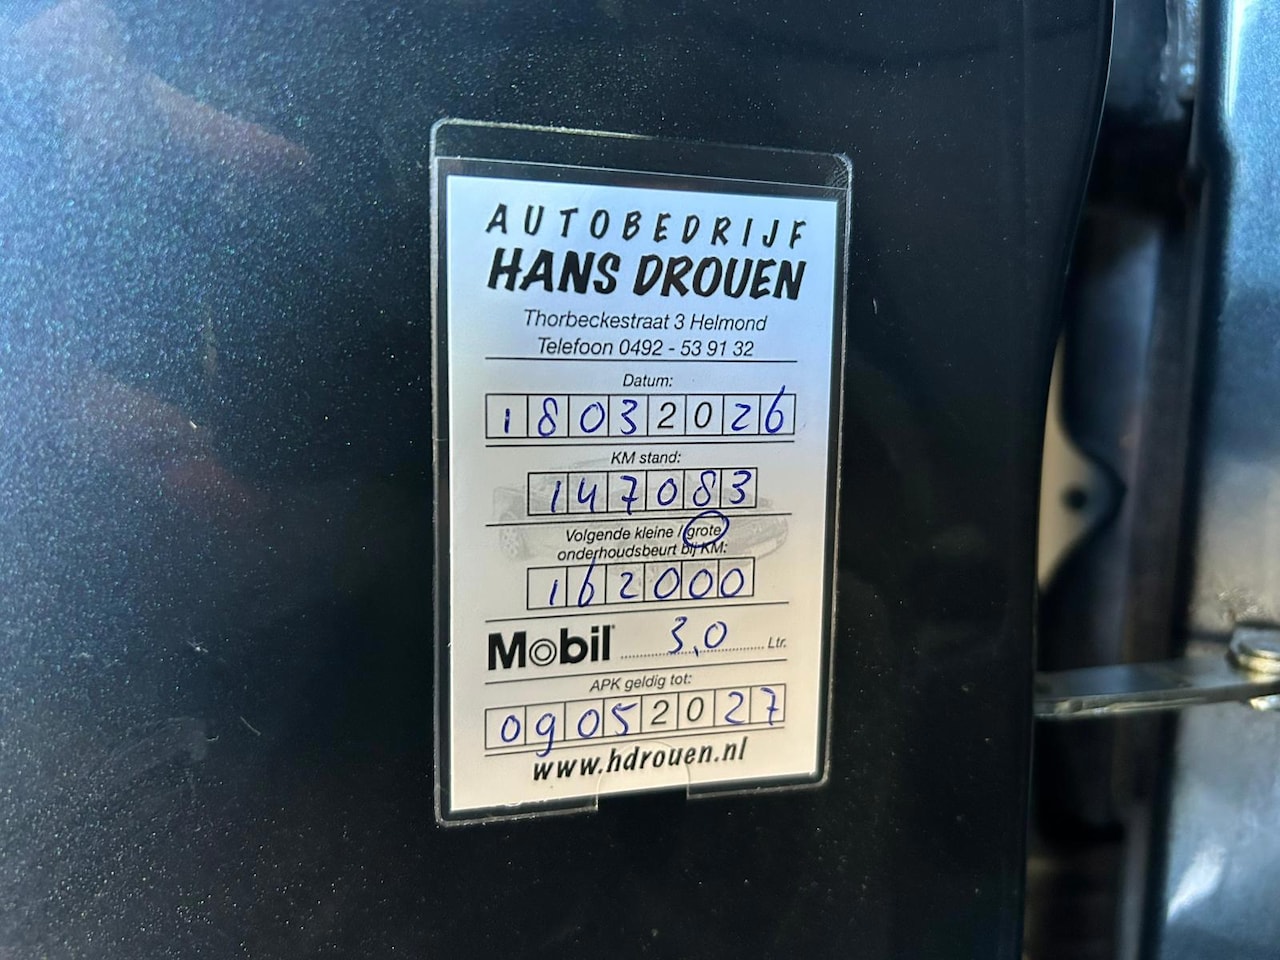 AUTOBEDRIJF
HANS DROUEN
Thorbeckestraat 3 Helmond
Telefoon 0492 - 53 91 32
Datum:
18032026
KM stand:
147083
Volgende kleine / grote
onderhoudsbeurt bij KM:
162000
Mobil 3,0 Ltr.
APK geldig tot:
09052027
www.hdrouen.nl